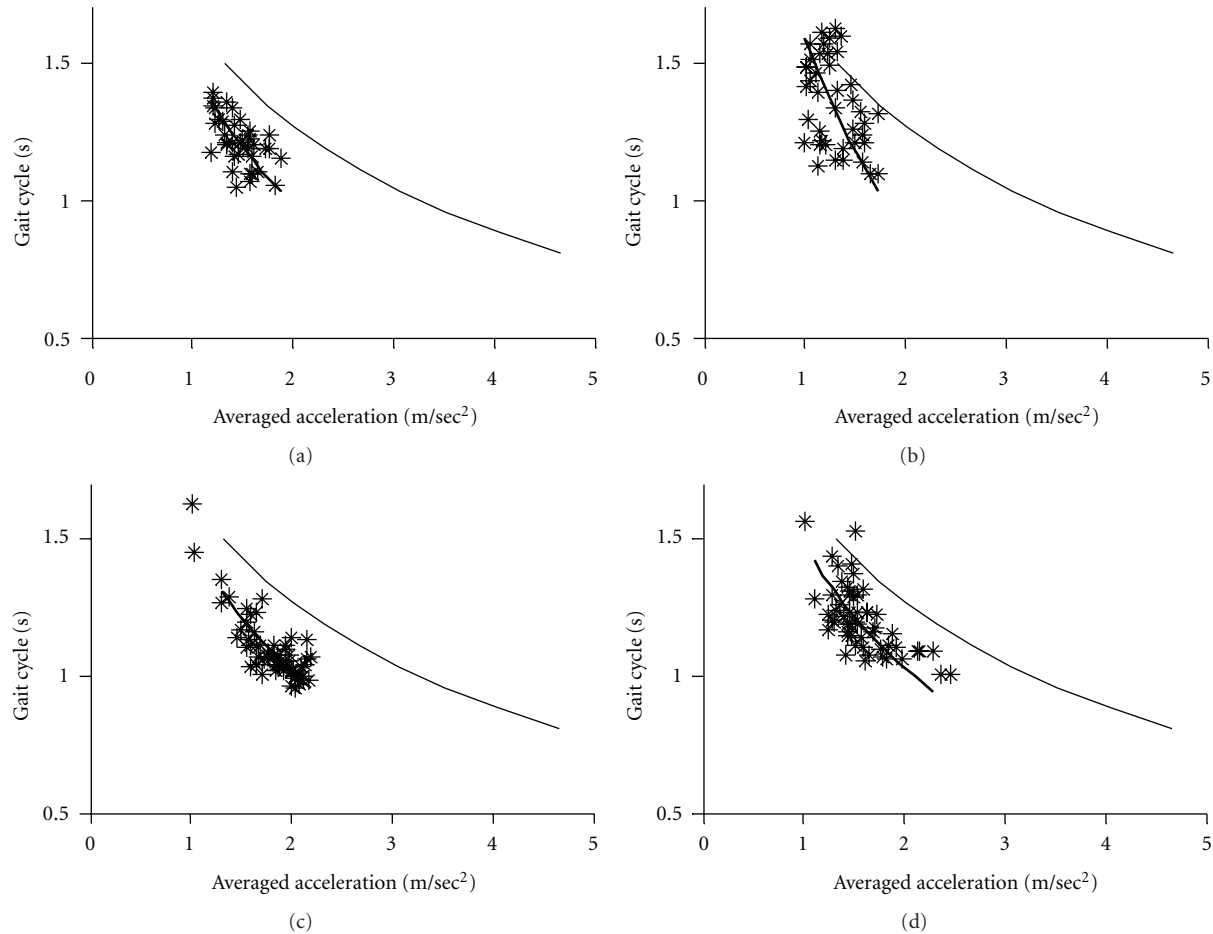 1.5
1
0.5
Gait cycle (s)
0 1 2 3 4 5
Averaged acceleration (m/sec²)
(a)
1.5
1
0.5
Gait cycle (s)
0 1 2 3 4 5
Averaged acceleration (m/sec²)
(b)
1.5
1
0.5
Gait cycle (s)
0 1 2 3 4 5
Averaged acceleration (m/sec²)
(c)
1.5
1
0.5
Gait cycle (s)
0 1 2 3 4 5
Averaged acceleration (m/sec²)
(d)